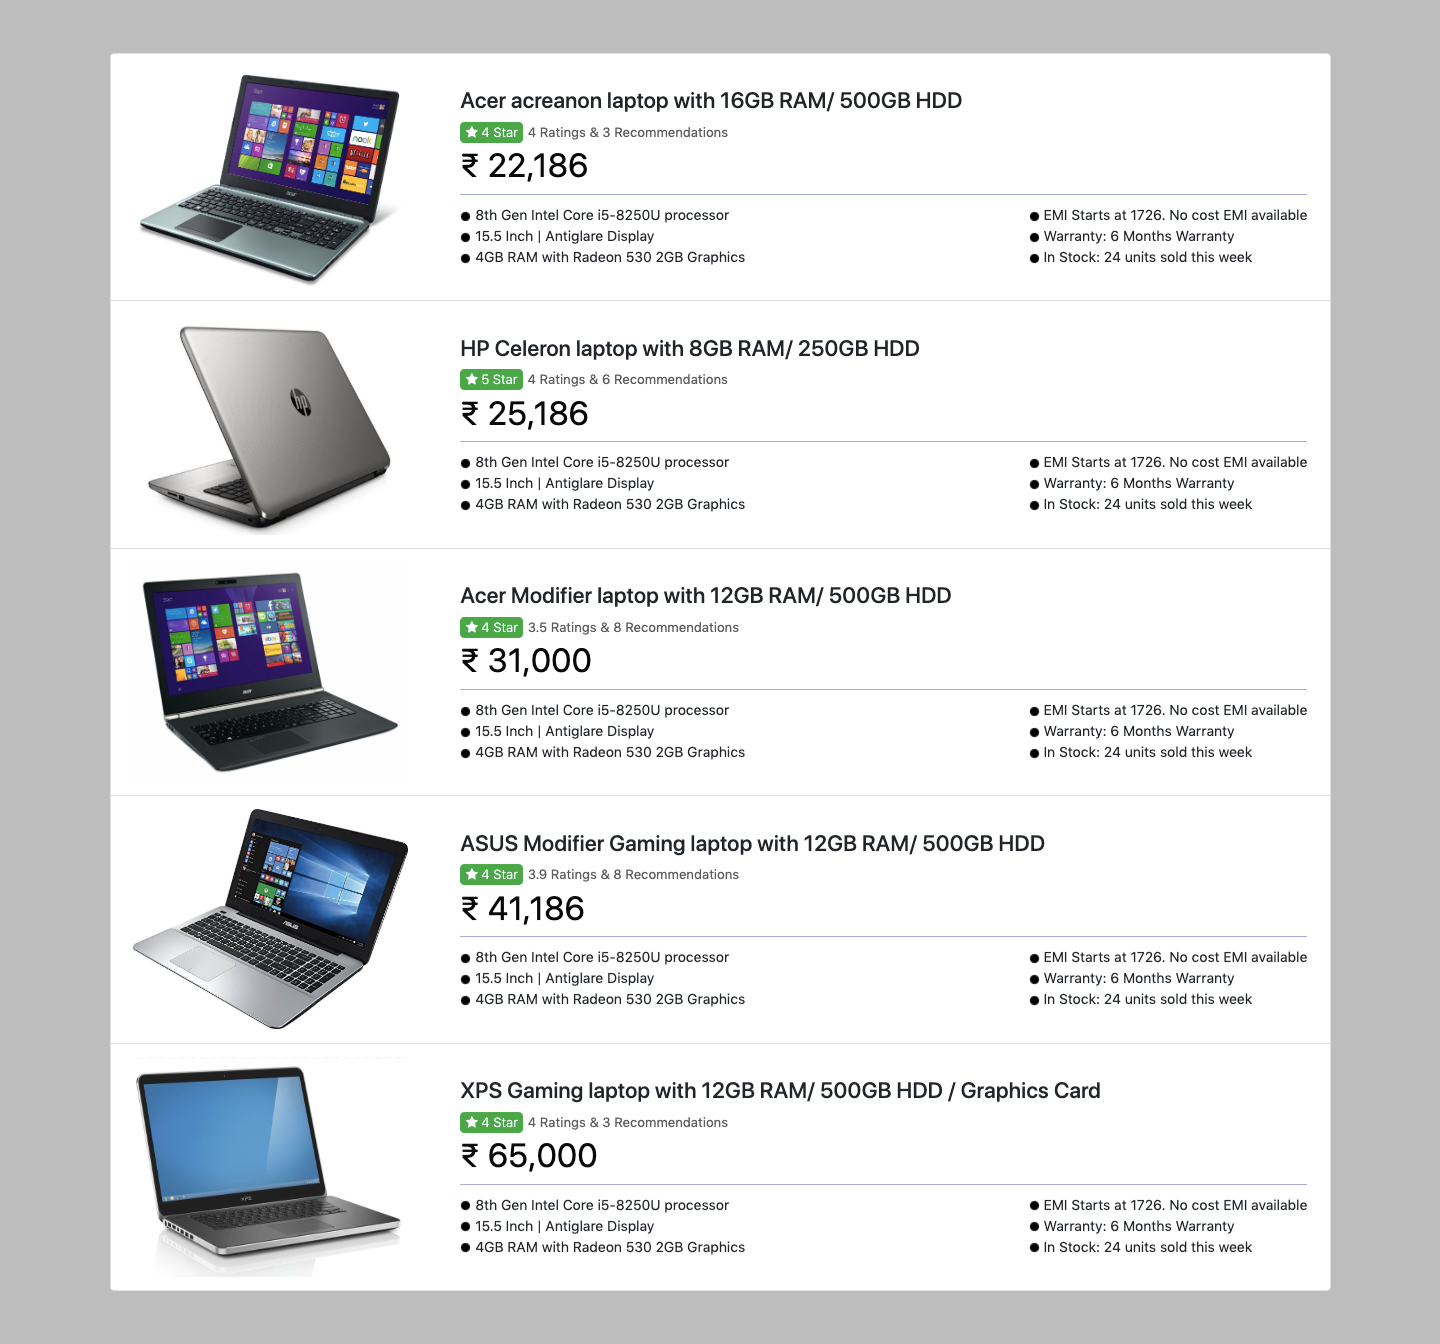 Acer acreanon laptop with 16GB RAM/ 500GB HDD
4 Star 4 Ratings & 3 Recommendations
₹ 22,186
8th Gen Intel Core i5-8250U processor
15.5 Inch | Antiglare Display
4GB RAM with Radeon 530 2GB Graphics
EMI Starts at 1726. No cost EMI available
Warranty: 6 Months Warranty
In Stock: 24 units sold this week
hp
HP Celeron laptop with 8GB RAM/ 250GB HDD
5 Star 4 Ratings & 6 Recommendations
₹ 25,186
8th Gen Intel Core i5-8250U processor
15.5 Inch | Antiglare Display
4GB RAM with Radeon 530 2GB Graphics
EMI Starts at 1726. No cost EMI available
Warranty: 6 Months Warranty
In Stock: 24 units sold this week
Acer Modifier laptop with 12GB RAM/ 500GB HDD
4 Star 3.5 Ratings & 8 Recommendations
₹ 31,000
8th Gen Intel Core i5-8250U processor
15.5 Inch | Antiglare Display
4GB RAM with Radeon 530 2GB Graphics
EMI Starts at 1726. No cost EMI available
Warranty: 6 Months Warranty
In Stock: 24 units sold this week
ASUS
ASUS Modifier Gaming laptop with 12GB RAM/ 500GB HDD
4 Star 3.9 Ratings & 8 Recommendations
₹ 41,186
8th Gen Intel Core i5-8250U processor
15.5 Inch | Antiglare Display
4GB RAM with Radeon 530 2GB Graphics
EMI Starts at 1726. No cost EMI available
Warranty: 6 Months Warranty
In Stock: 24 units sold this week
XPS
XPS Gaming laptop with 12GB RAM/ 500GB HDD / Graphics Card
4 Star 4 Ratings & 3 Recommendations
₹ 65,000
8th Gen Intel Core i5-8250U processor
15.5 Inch | Antiglare Display
4GB RAM with Radeon 530 2GB Graphics
EMI Starts at 1726. No cost EMI available
Warranty: 6 Months Warranty
In Stock: 24 units sold this week